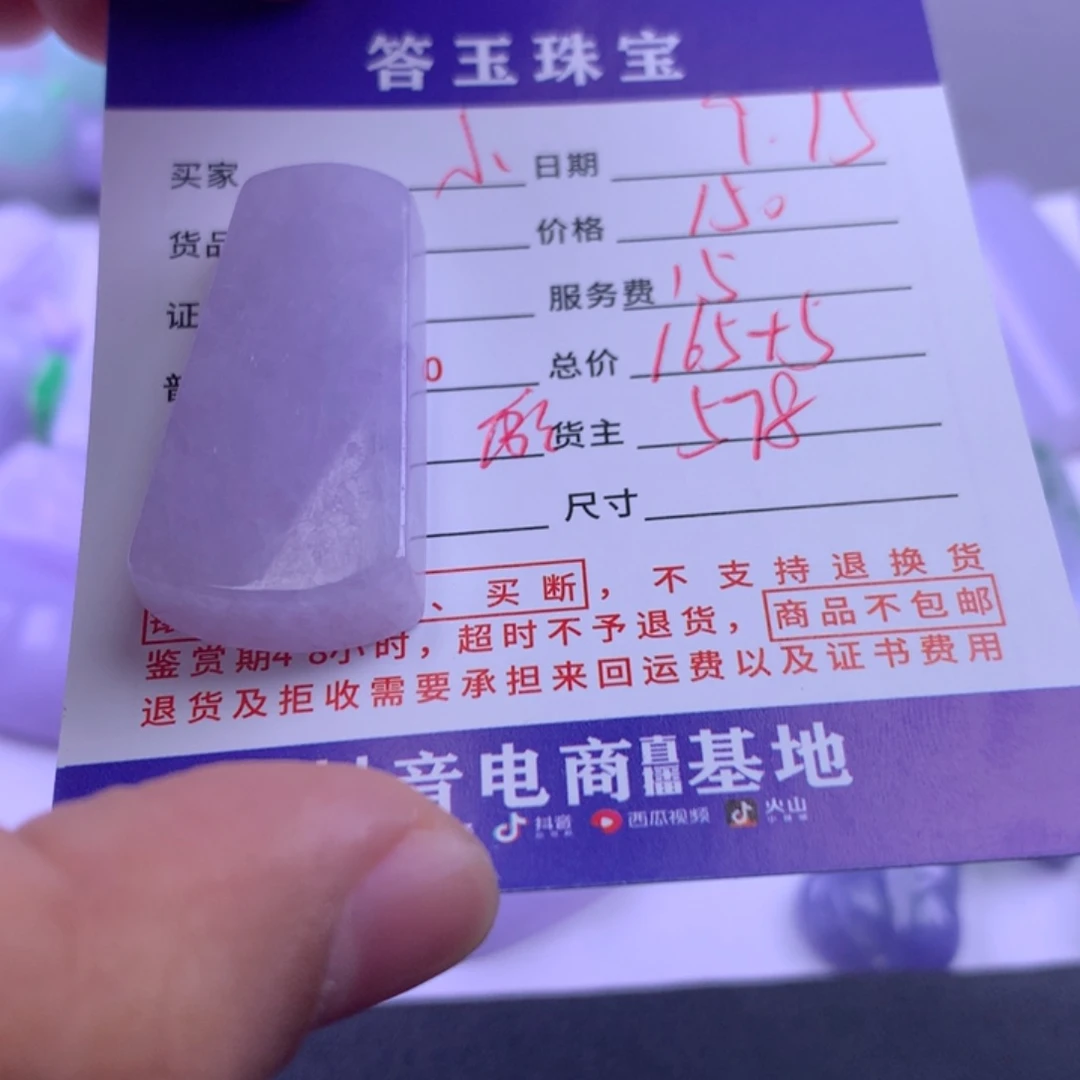 答玉珠宝
买家 小 日期 9.15
货品 价格 150
证 服务费 15
0 总价 165+5
货主 578
尺寸
、买断，不支持退换货
鉴赏期48小时，超时不予退货，商品不包邮
退货及拒收需要承担来回运费以及证书费用
音电商直播基地
抖音 西瓜视频 火山